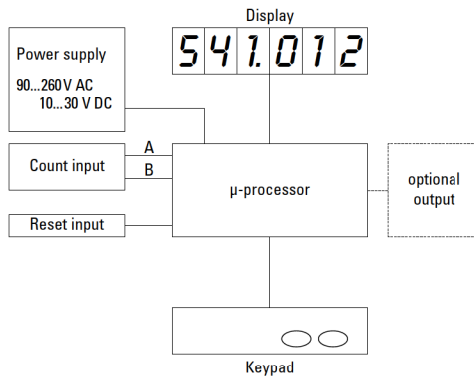 Display
541.012
Power supply
90...260 V AC
10...30 V DC
Count input
A
B
μ-processor
optional
output
Reset input
Keypad